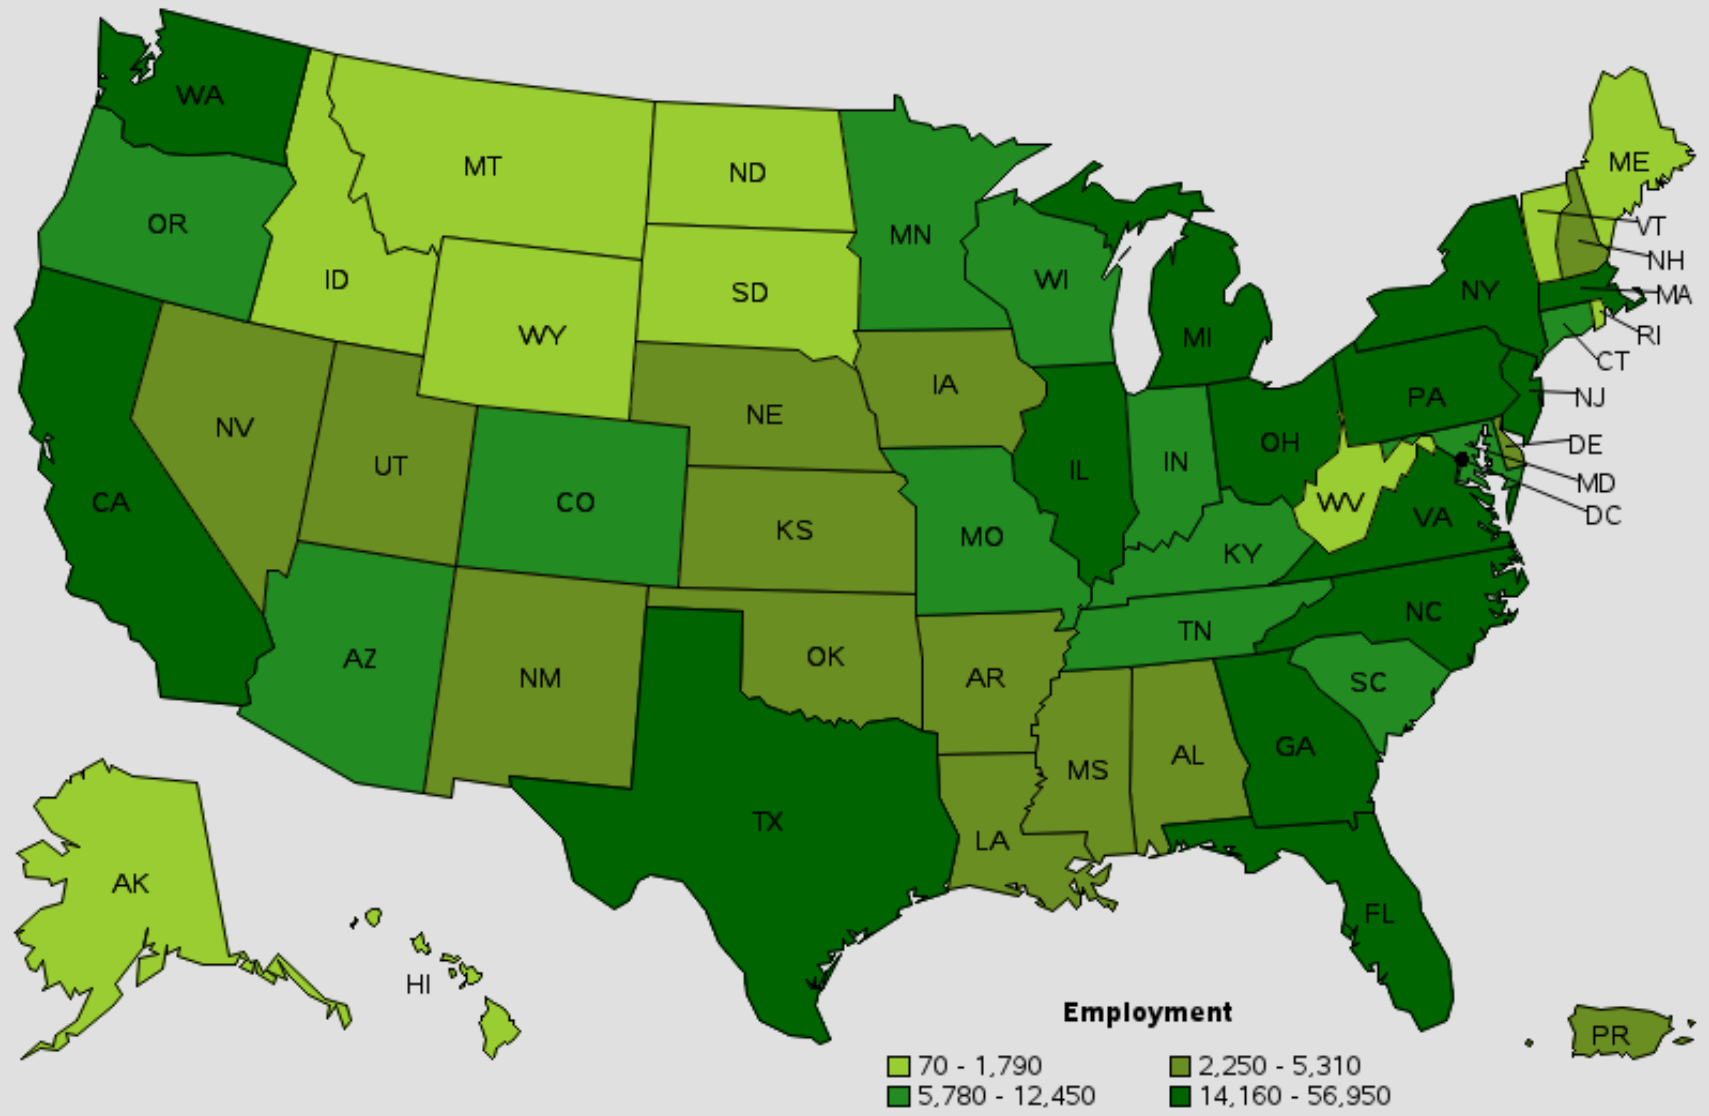 WA
MT
ND
ME
OR
MN
VT
ID
WI
NH
SD
NY
MA
WY
MI
RI
CT
IA
NE
PA
NJ
NV
OH
DE
UT
IL
IN
MD
CA
CO
WV
DC
KS
VA
MO
KY
NC
TN
AZ
OK
NM
AR
SC
GA
AL
MS
TX
LA
AK
FL
HI
PR
Employment
70 - 1,790 2,250 - 5,310
5,780 - 12,450 14,160 - 56,950